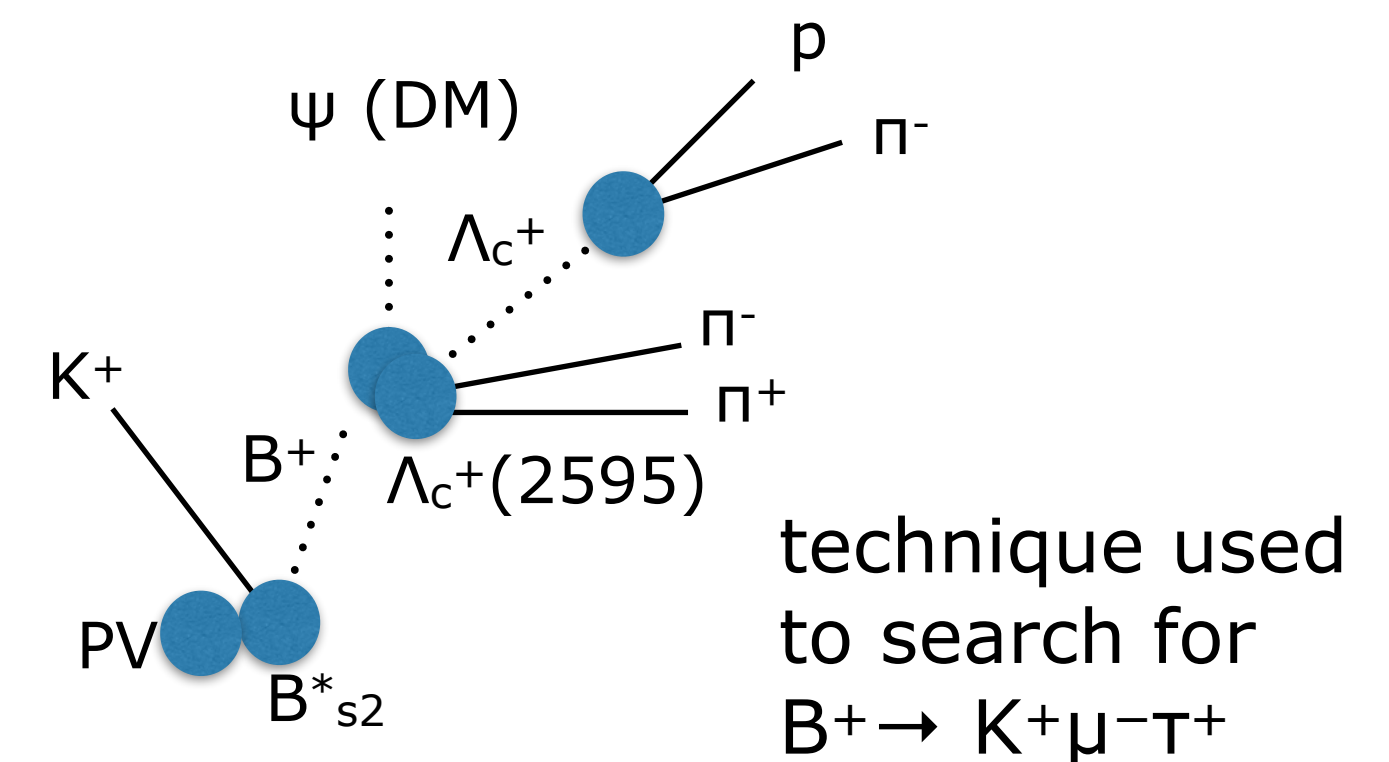 p
ψ (DM)
π⁻
Λc⁺
π⁻
K⁺
π⁺
B⁺
Λc⁺(2595)
technique used
to search for
PV
B*s2
B⁺→ K⁺μ⁻τ⁺